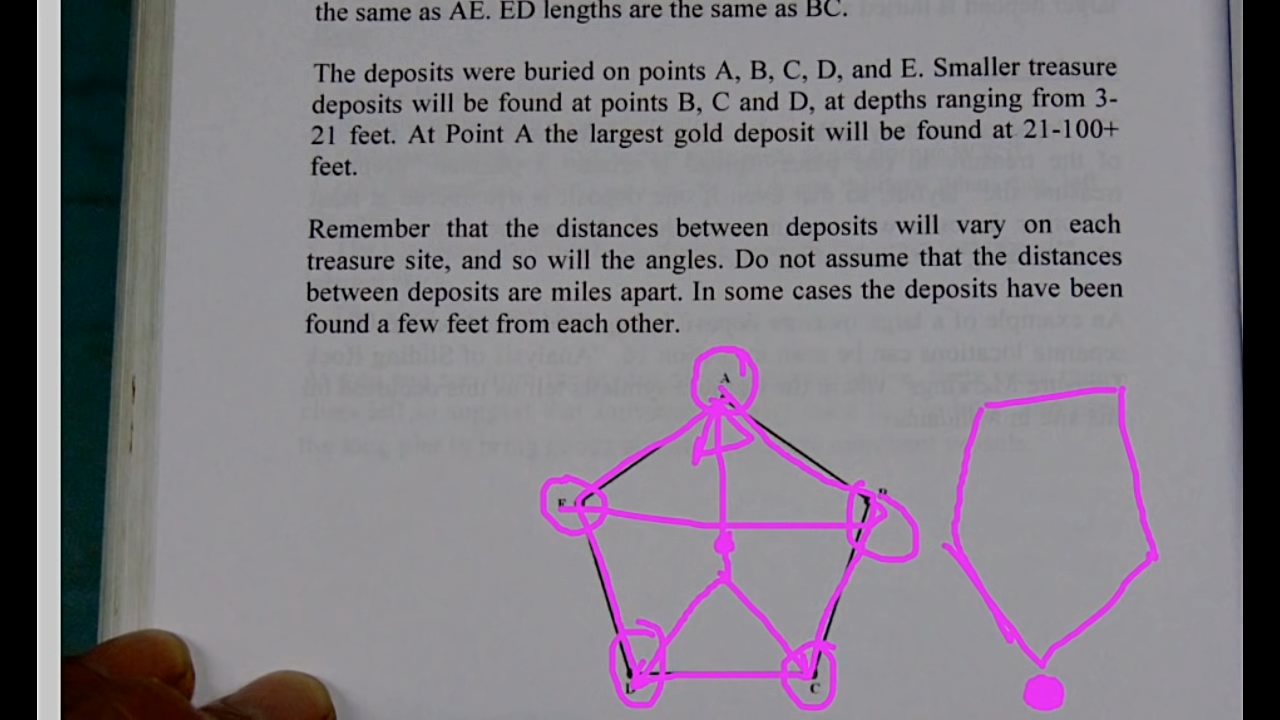 the same as AE. ED lengths are the same as BC.
The deposits were buried on points A, B, C, D, and E. Smaller treasure
deposits will be found at points B, C and D, at depths ranging from 3-
21 feet. At Point A the largest gold deposit will be found at 21-100+
feet.
Remember that the distances between deposits will vary on each
treasure site, and so will the angles. Do not assume that the distances
between deposits are miles apart. In some cases the deposits have been
found a few feet from each other.
A
E
B
D
C